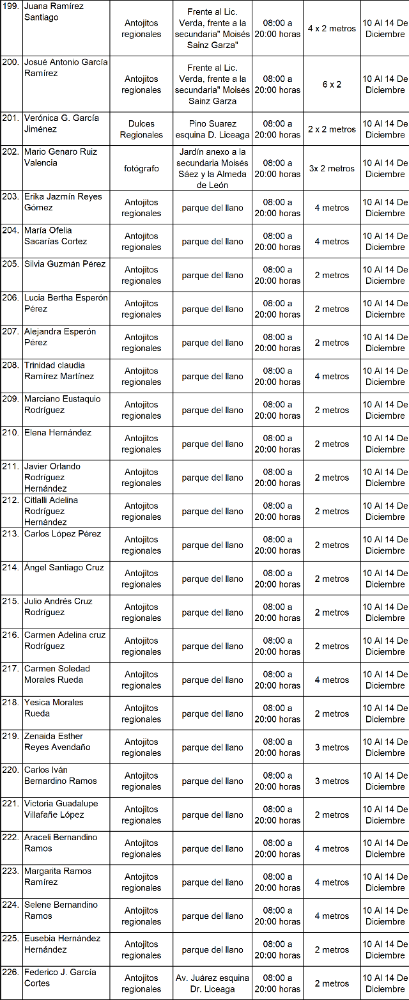 199. Juana Ramírez Santiago Antojitos regionales Frente al Lic. Verda, frente a la secundaria" Moisés Sainz Garza" 08:00 a 20:00 horas 4 x 2 metros 10 Al 14 De Diciembre
200. Josué Antonio García Ramírez Antojitos regionales Frente al Lic. Verda, frente a la secundaria" Moisés Sainz Garza 08:00 a 20:00 horas 6 x 2 10 Al 14 De Diciembre
201. Verónica G. García Jiménez Dulces Regionales Pino Suarez esquina D. Liceaga 08:00 a 20:00 horas 2 x 2 metros 10 Al 14 De Diciembre
202. Mario Genaro Ruiz Valencia fotógrafo Jardín anexo a la secundaria Moisés Sáez y la Almeda de León 08:00 a 20:00 horas 3x 2 metros 10 Al 14 De Diciembre
203. Erika Jazmín Reyes Gómez Antojitos regionales parque del llano 08:00 a 20:00 horas 4 metros 10 Al 14 De Diciembre
204. María Ofelia Sacarías Cortez Antojitos regionales parque del llano 08:00 a 20:00 horas 4 metros 10 Al 14 De Diciembre
205. Silvia Guzmán Pérez Antojitos regionales parque del llano 08:00 a 20:00 horas 2 metros 10 Al 14 De Diciembre
206. Lucia Bertha Esperón Pérez Antojitos regionales parque del llano 08:00 a 20:00 horas 2 metros 10 Al 14 De Diciembre
207. Alejandra Esperón Pérez Antojitos regionales parque del llano 08:00 a 20:00 horas 2 metros 10 Al 14 De Diciembre
208. Trinidad claudia Ramírez Martínez Antojitos regionales parque del llano 08:00 a 20:00 horas 4 metros 10 Al 14 De Diciembre
209. Marciano Eustaquio Rodríguez Antojitos regionales parque del llano 08:00 a 20:00 horas 2 metros 10 Al 14 De Diciembre
210. Elena Hernández Antojitos regionales parque del llano 08:00 a 20:00 horas 2 metros 10 Al 14 De Diciembre
211. Javier Orlando Rodríguez Hernández Antojitos regionales parque del llano 08:00 a 20:00 horas 2 metros 10 Al 14 De Diciembre
212. Citlalli Adelina Rodríguez Hernández Antojitos regionales parque del llano 08:00 a 20:00 horas 2 metros 10 Al 14 De Diciembre
213. Carlos López Pérez Antojitos regionales parque del llano 08:00 a 20:00 horas 2 metros 10 Al 14 De Diciembre
214. Ángel Santiago Cruz Antojitos regionales parque del llano 08:00 a 20:00 horas 2 metros 10 Al 14 De Diciembre
215. Julio Andrés Cruz Rodríguez Antojitos regionales parque del llano 08:00 a 20:00 horas 2 metros 10 Al 14 De Diciembre
216. Carmen Adelina cruz Rodríguez Antojitos regionales parque del llano 08:00 a 20:00 horas 2 metros 10 Al 14 De Diciembre
217. Carmen Soledad Morales Rueda Antojitos regionales parque del llano 08:00 a 20:00 horas 4 metros 10 Al 14 De Diciembre
218. Yesica Morales Rueda Antojitos regionales parque del llano 08:00 a 20:00 horas 2 metros 10 Al 14 De Diciembre
219. Zenaida Esther Reyes Avendaño Antojitos regionales parque del llano 08:00 a 20:00 horas 3 metros 10 Al 14 De Diciembre
220. Carlos Iván Bernardino Ramos Antojitos regionales parque del llano 08:00 a 20:00 horas 3 metros 10 Al 14 De Diciembre
221. Victoria Guadalupe Villafañe López Antojitos regionales parque del llano 08:00 a 20:00 horas 2 metros 10 Al 14 De Diciembre
222. Araceli Bernandino Ramos Antojitos regionales parque del llano 08:00 a 20:00 horas 4 metros 10 Al 14 De Diciembre
223. Margarita Ramos Ramírez Antojitos regionales parque del llano 08:00 a 20:00 horas 4 metros 10 Al 14 De Diciembre
224. Selene Bernandino Ramos Antojitos regionales parque del llano 08:00 a 20:00 horas 4 metros 10 Al 14 De Diciembre
225. Eusebia Hernández Hernández Antojitos regionales parque del llano 08:00 a 20:00 horas 2 metros 10 Al 14 De Diciembre
226. Federico J. García Cortes Antojitos regionales Av. Juárez esquina Dr. Liceaga 08:00 a 20:00 horas 2 metros 10 Al 14 De Diciembre